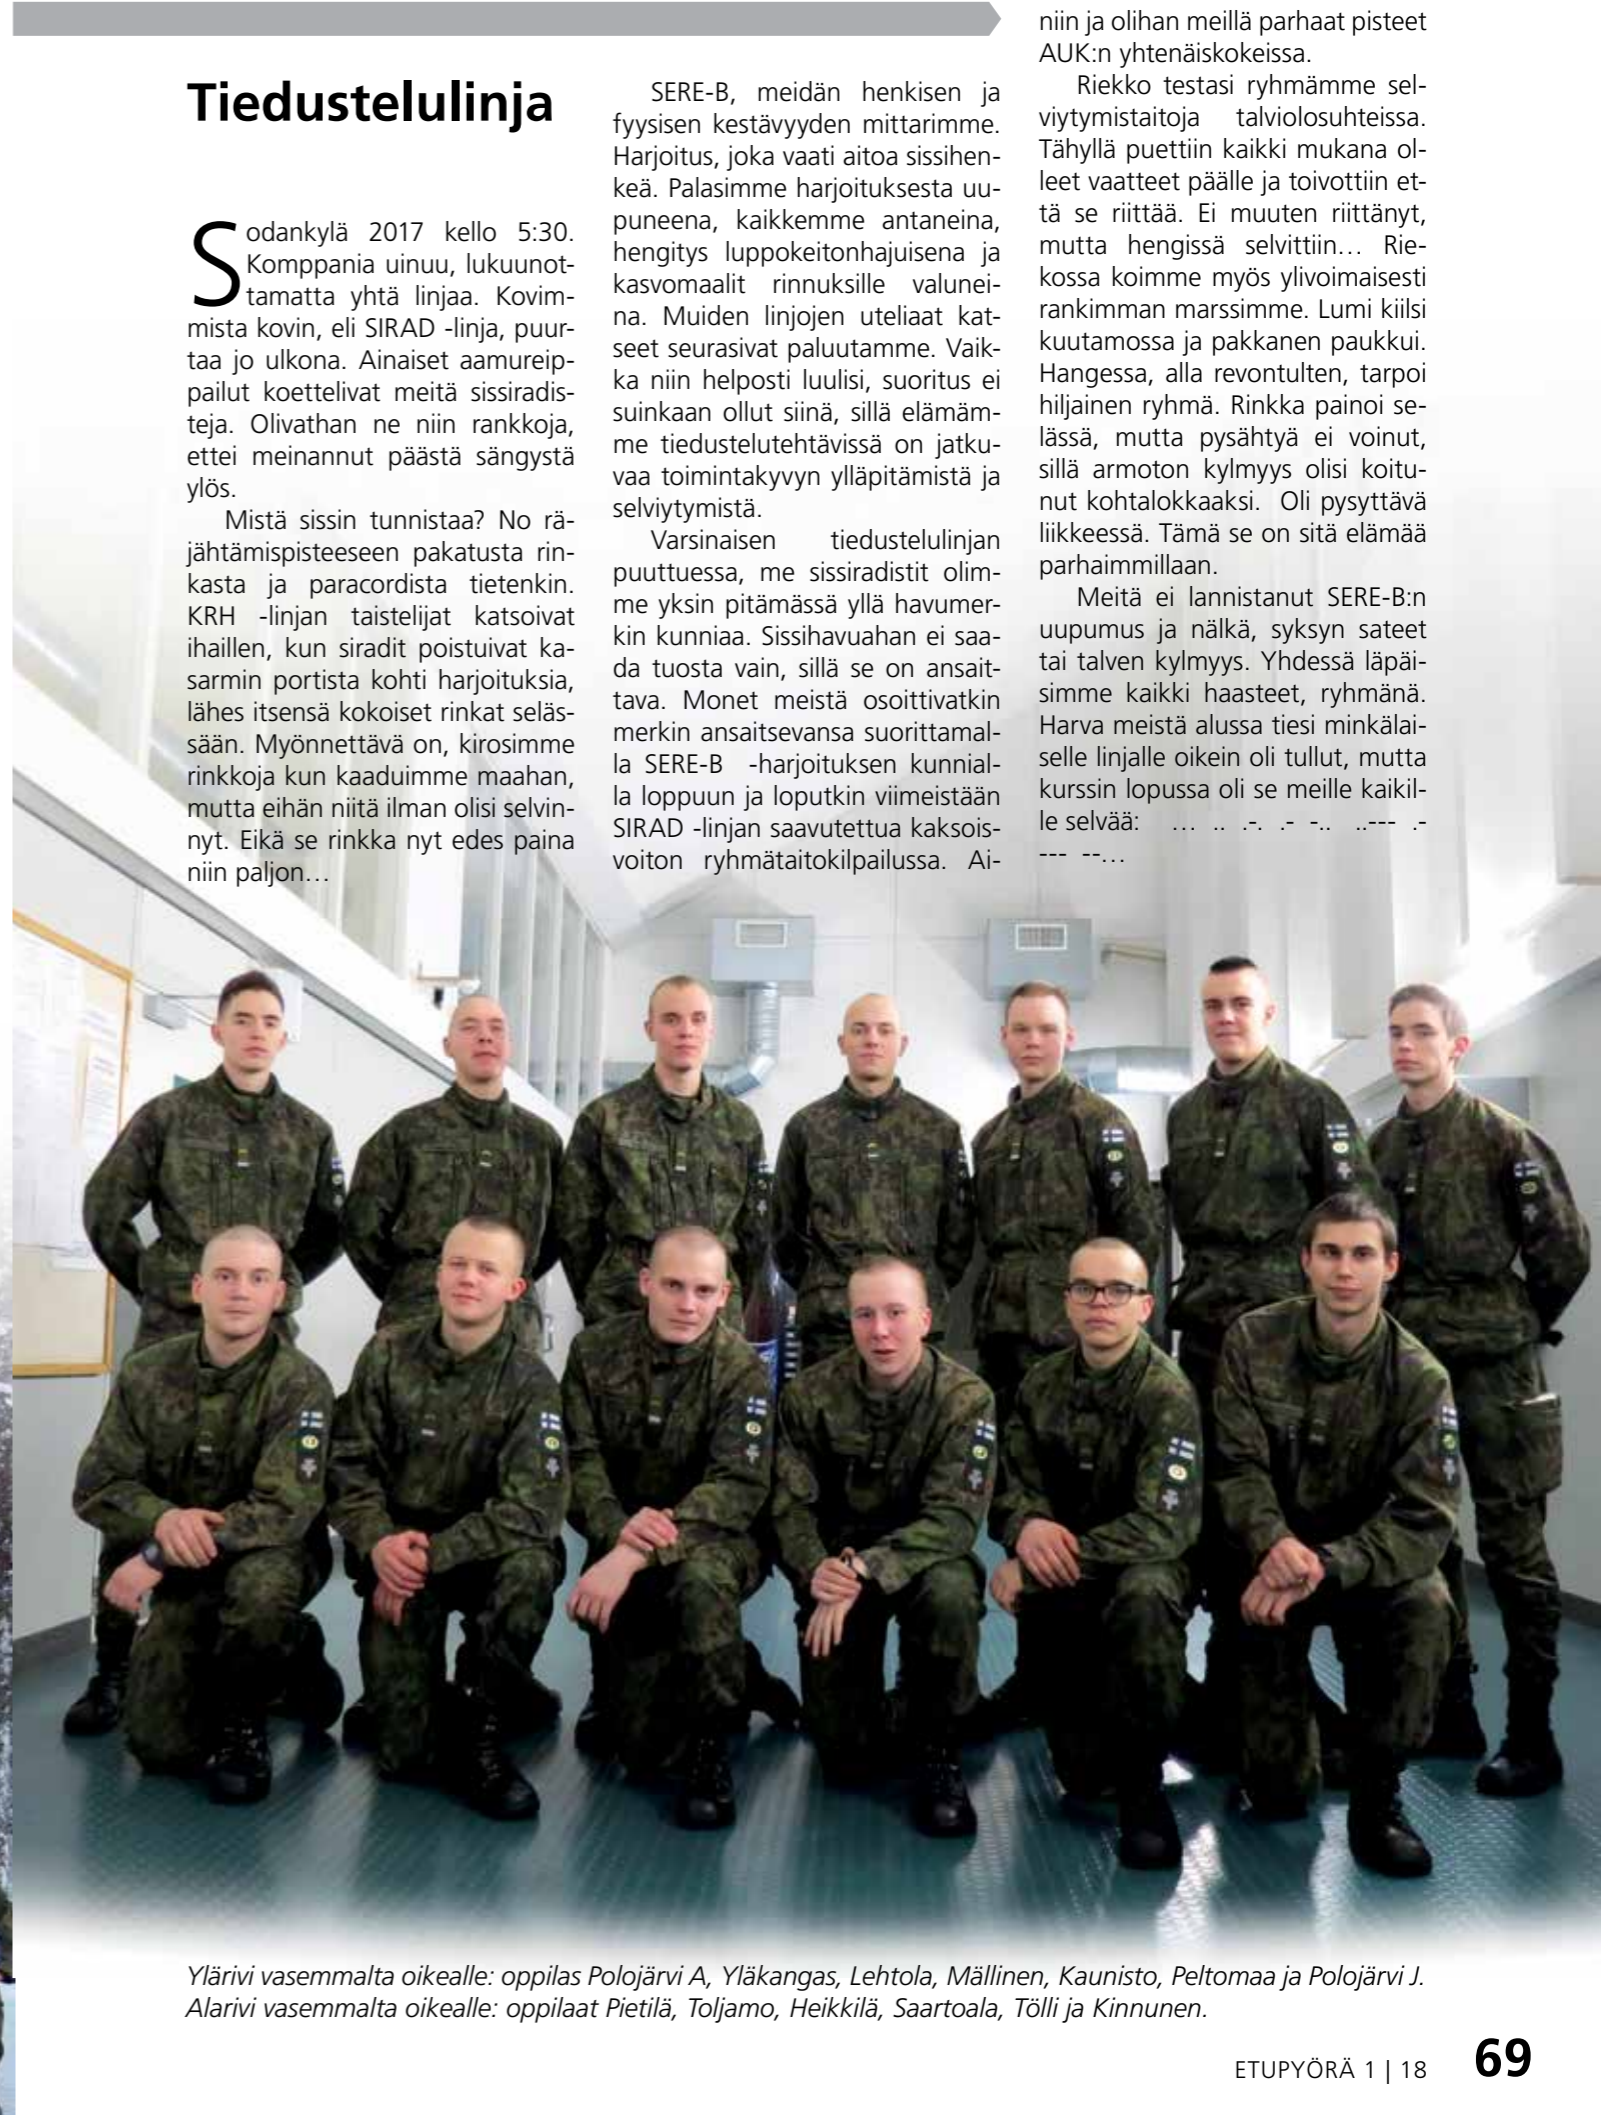 Tiedustelulinja
Sodankylä 2017 kello 5:30.
Komppania uinuu, lukuunot-
tamatta yhtä linjaa. Kovim-
mista kovin, eli SIRAD -linja, puur-
taa jo ulkona. Ainaiset aamureip-
pailut koettelivat meitä sissiradis-
teja. Olivathan ne niin rankkoja,
ettei meinannut päästä sängystä
ylös.
Mistä sissin tunnistaa? No rä-
jähtämispisteeseen pakatusta rin-
kasta ja paracordista tietenkin.
KRH -linjan taistelijat katsoivat
ihaillen, kun siradit poistuivat ka-
sarmin portista kohti harjoituksia,
lähes itsensä kokoiset rinkat seläs-
sään. Myönnettävä on, kirosimme
rinkkoja kun kaaduimme maahan,
mutta eihän niitä ilman olisi selvin-
nyt. Eikä se rinkka nyt edes paina
niin paljon…
SERE-B, meidän henkisen ja
fyysisen kestävyyden mittarimme.
Harjoitus, joka vaati aitoa sissihen-
keä. Palasimme harjoituksesta uu-
puneena, kaikkemme antaneina,
hengitys luppokeitonhajuisena ja
kasvomaalit rinnuksille valunei-
na. Muiden linjojen uteliaat kat-
seet seurasivat paluutamme. Vaik-
ka niin helposti luulisi, suoritus ei
suinkaan ollut siinä, sillä elämäm-
me tiedustelutehtävissä on jatku-
vaa toimintakyvyn ylläpitämistä ja
selviytymistä.
Varsinaisen tiedustelulinjan
puuttuessa, me sissiradistit olim-
me yksin pitämässä yllä havumer-
kin kunniaa. Sissihavuahan ei saa-
da tuosta vain, sillä se on ansait-
tava. Monet meistä osoittivatkin
merkin ansaitsevansa suorittamal-
la SERE-B -harjoituksen kunnial-
la loppuun ja loputkin viimeistään
SIRAD -linjan saavutettua kaksois-
voiton ryhmätaitokilpailussa. Ai-
niin ja olihan meillä parhaat pisteet
AUK:n yhtenäiskokeissa.
Riekko testasi ryhmämme sel-
viytymistaitoja talviolosuhteissa.
Tähyllä puettiin kaikki mukana ol-
leet vaatteet päälle ja toivottiin et-
tä se riittää. Ei muuten riittänyt,
mutta hengissä selvittiin… Rie-
kossa koimme myös ylivoimaisesti
rankimman marssimme. Lumi kiilsi
kuutamossa ja pakkanen paukkui.
Hangessa, alla revontulten, tarpoi
hiljainen ryhmä. Rinkka painoi se-
lässä, mutta pysähtyä ei voinut,
sillä armoton kylmyys olisi koitu-
nut kohtalokkaaksi. Oli pysyttävä
liikkeessä. Tämä se on sitä elämää
parhaimmillaan.
Meitä ei lannistanut SERE-B:n
uupumus ja nälkä, syksyn sateet
tai talven kylmyys. Yhdessä läpäi-
simme kaikki haasteet, ryhmänä.
Harva meistä alussa tiesi minkälai-
selle linjalle oikein oli tullut, mutta
kurssin lopussa oli se meille kaikil-
le selvää: … .. .-. .- -.. ..--- .-
--- --…
Ylärivi vasemmalta oikealle: oppilas Polojärvi A, Yläkangas, Lehtola, Mällinen, Kaunisto, Peltomaa ja Polojärvi J.
Alarivi vasemmalta oikealle: oppilaat Pietilä, Toljamo, Heikkilä, Saartoala, Tölli ja Kinnunen.
ETUPYÖRÄ 1 | 18 69